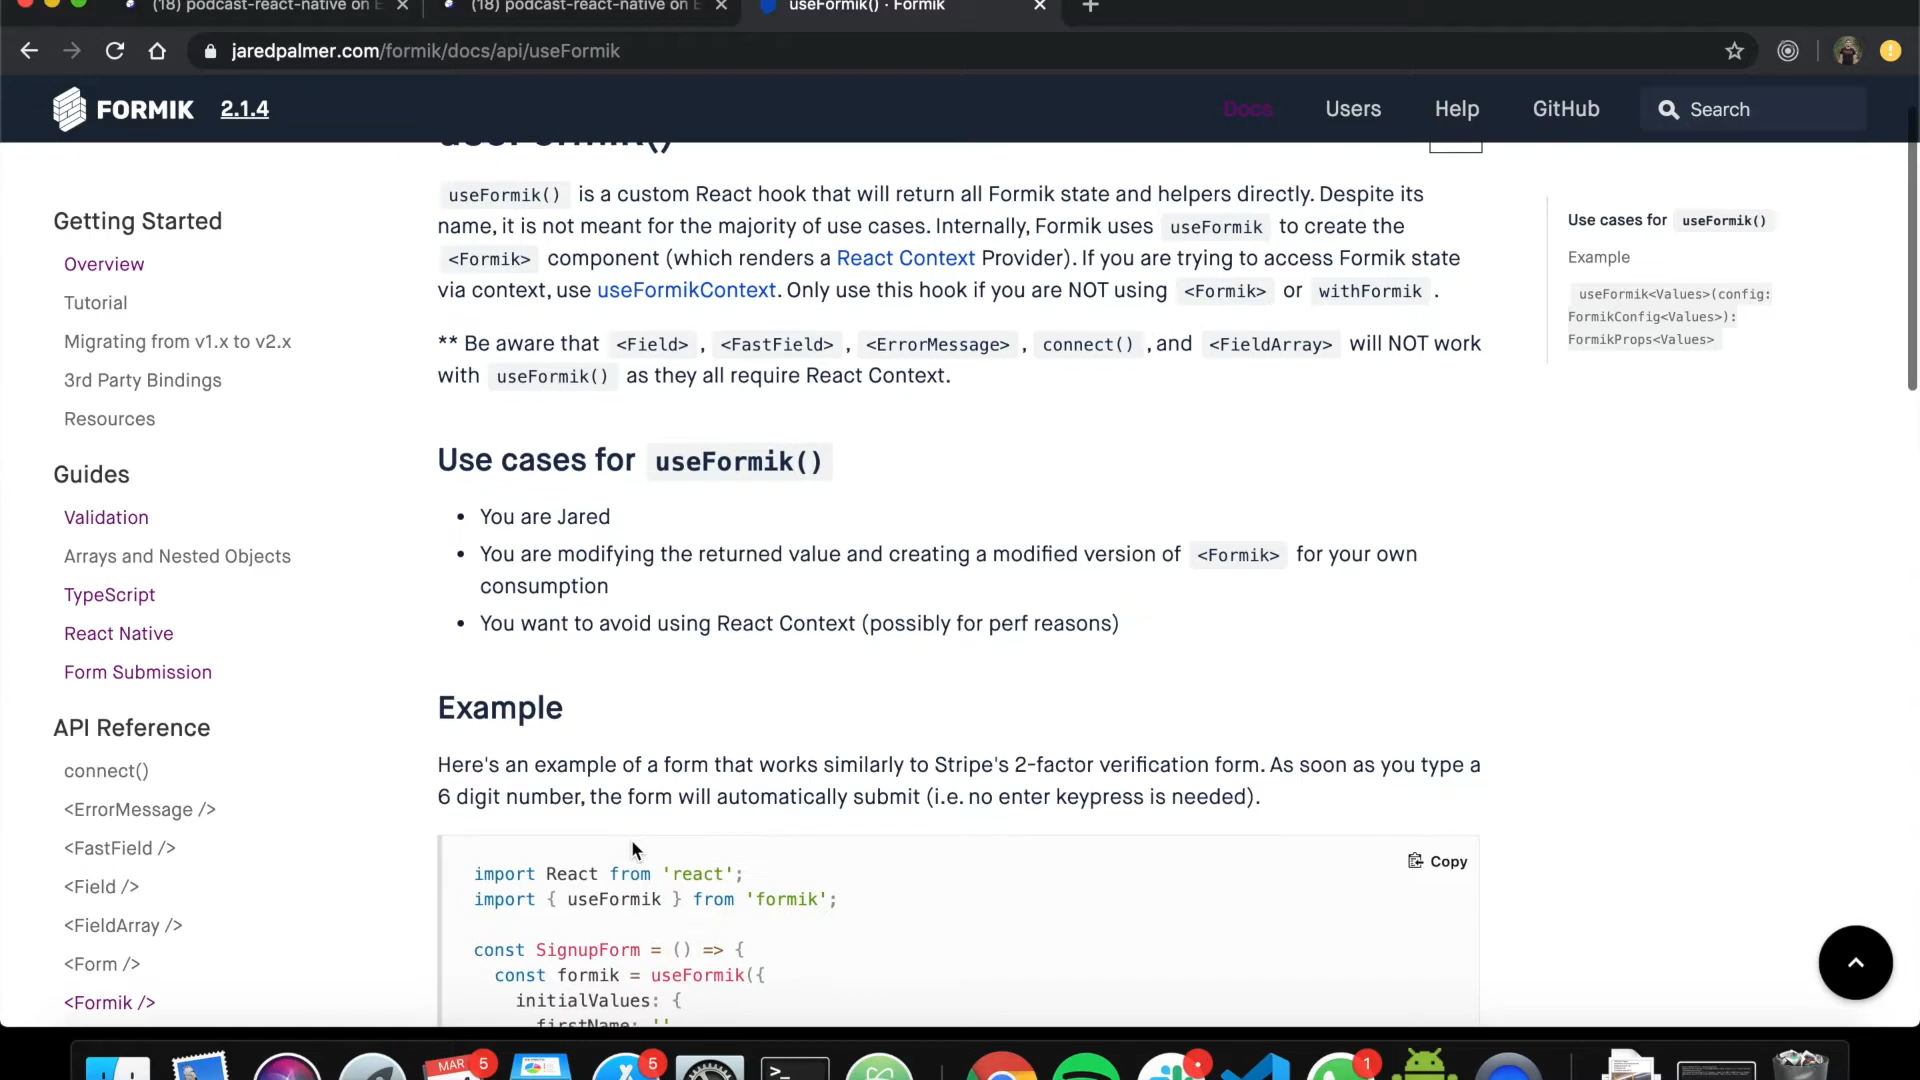 (18) podcast-react-native on E
(18) podcast-react-native on E
useFormik() · Formik
jaredpalmer.com/formik/docs/api/useFormik
FORMIK 2.1.4
Docs
Users
Help
GitHub
Search
useFormik()
useFormik() is a custom React hook that will return all Formik state and helpers directly. Despite its
name, it is not meant for the majority of use cases. Internally, Formik uses useFormik to create the
<Formik> component (which renders a React Context Provider). If you are trying to access Formik state
via context, use useFormikContext. Only use this hook if you are NOT using <Formik> or withFormik .
** Be aware that <Field> , <FastField> , <ErrorMessage> , connect() , and <FieldArray> will NOT work
with useFormik() as they all require React Context.
Use cases for useFormik()
• You are Jared
• You are modifying the returned value and creating a modified version of <Formik> for your own
consumption
• You want to avoid using React Context (possibly for perf reasons)
Example
Here's an example of a form that works similarly to Stripe's 2-factor verification form. As soon as you type a
6 digit number, the form will automatically submit (i.e. no enter keypress is needed).
Copy
import React from 'react';
import { useFormik } from 'formik';
const SignupForm = () => {
const formik = useFormik({
initialValues: {
firstName: ''
Getting Started
Overview
Tutorial
Migrating from v1.x to v2.x
3rd Party Bindings
Resources
Guides
Validation
Arrays and Nested Objects
TypeScript
React Native
Form Submission
API Reference
connect()
<ErrorMessage />
<FastField />
<Field />
<FieldArray />
<Form />
<Formik />
Use cases for useFormik()
Example
useFormik<Values>(config:
FormikConfig<Values>):
FormikProps<Values>
MAR
5
5
1